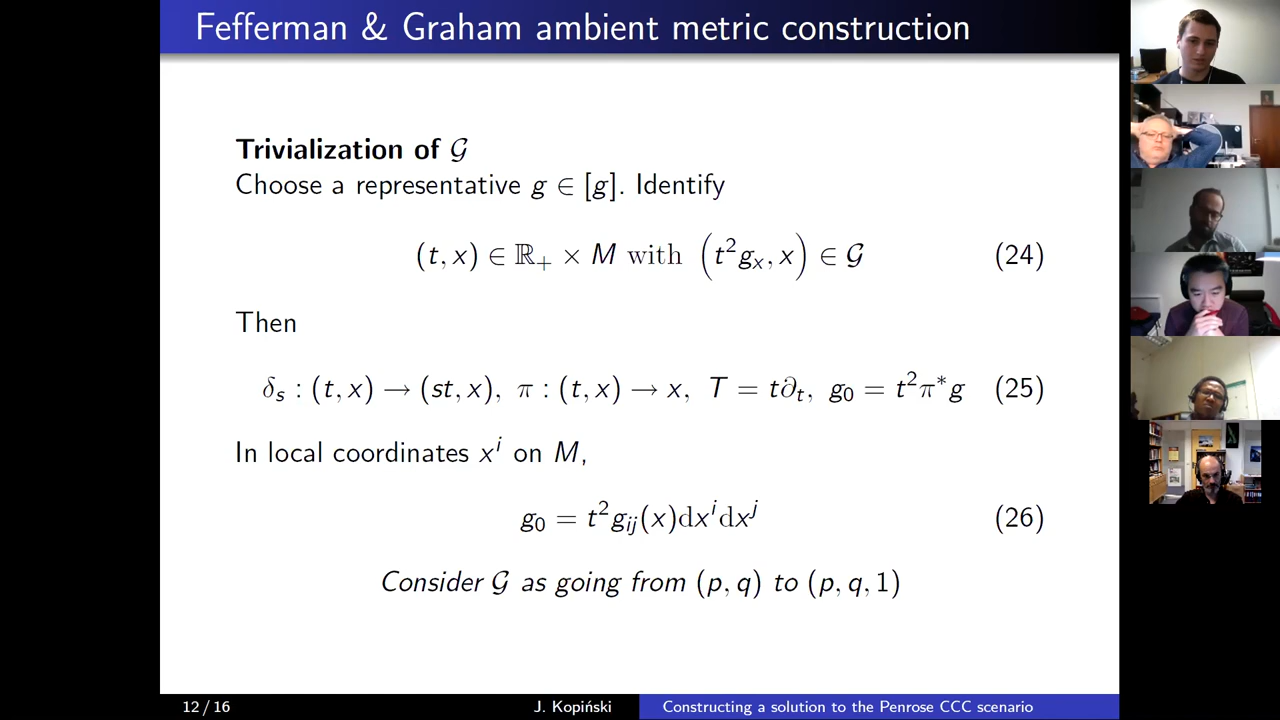 Fefferman & Graham ambient metric construction
Trivialization of 𝒢
Choose a representative g ∈ [g]. Identify
(t, x) ∈ ℝ₊ × M with (t²gₓ, x) ∈ 𝒢 (24)
Then
δₛ : (t, x) → (st, x), π : (t, x) → x, T = t∂ₜ, g₀ = t²π*g (25)
In local coordinates xⁱ on M,
g₀ = t²gᵢⱼ(x)dxⁱdxʲ (26)
Consider 𝒢 as going from (p, q) to (p, q, 1)
12 / 16 J. Kopiński Constructing a solution to the Penrose CCC scenario